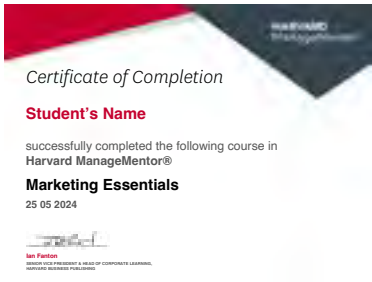 HARVARD
ManageMentor
Certificate of Completion
Student's Name
successfully completed the following course in
Harvard ManageMentor®
Marketing Essentials
25 05 2024
Ian Fanton
SENIOR VICE PRESIDENT & HEAD OF CORPORATE LEARNING,
HARVARD BUSINESS PUBLISHING